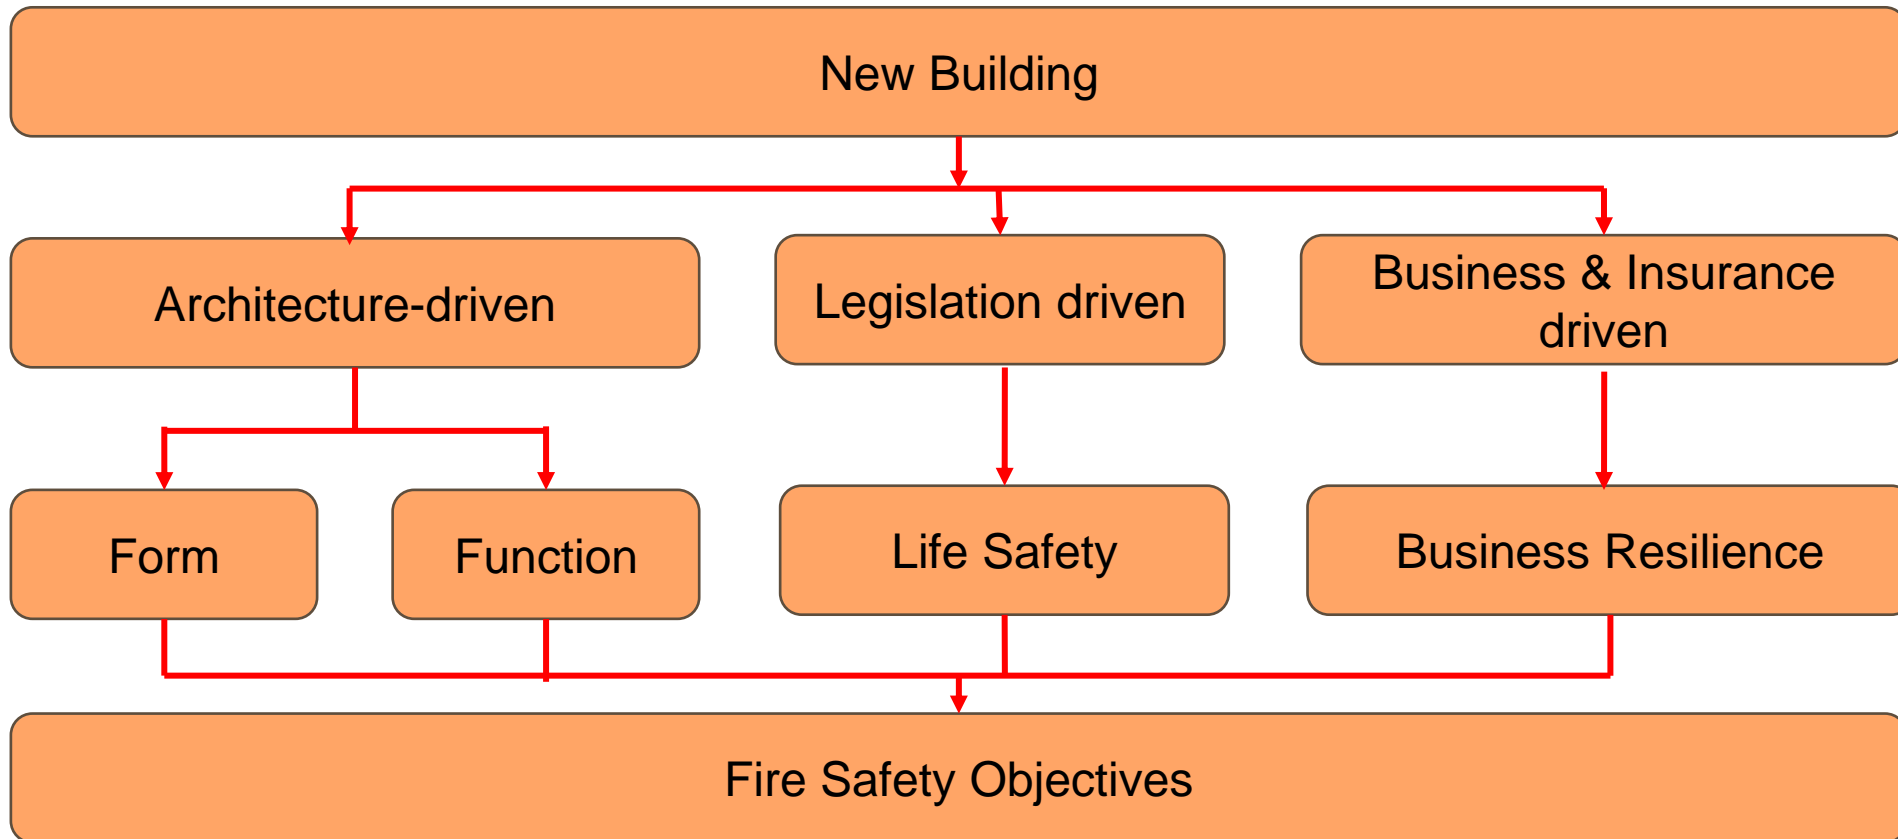 New Building
Architecture-driven
Legislation driven
Business & Insurance
driven
Form
Function
Life Safety
Business Resilience
Fire Safety Objectives